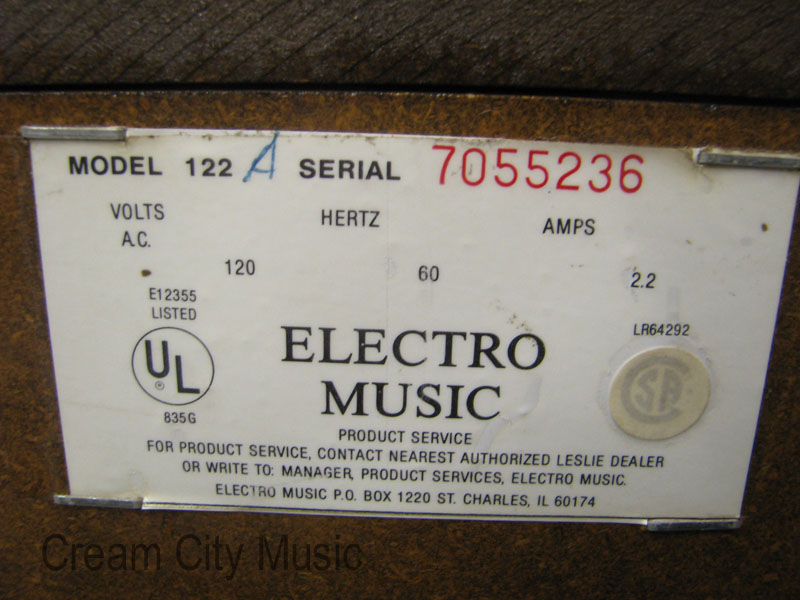 MODEL 122 A SERIAL 7055236
VOLTS HERTZ AMPS
A.C.
120 60 2.2
E12355 LR64292
LISTED
UL ® ELECTRO CSA
MUSIC
835G
PRODUCT SERVICE
FOR PRODUCT SERVICE, CONTACT NEAREST AUTHORIZED LESLIE DEALER
OR WRITE TO: MANAGER, PRODUCT SERVICES, ELECTRO MUSIC.
ELECTRO MUSIC P.O. BOX 1220 ST. CHARLES, IL 60174
Cream City Music